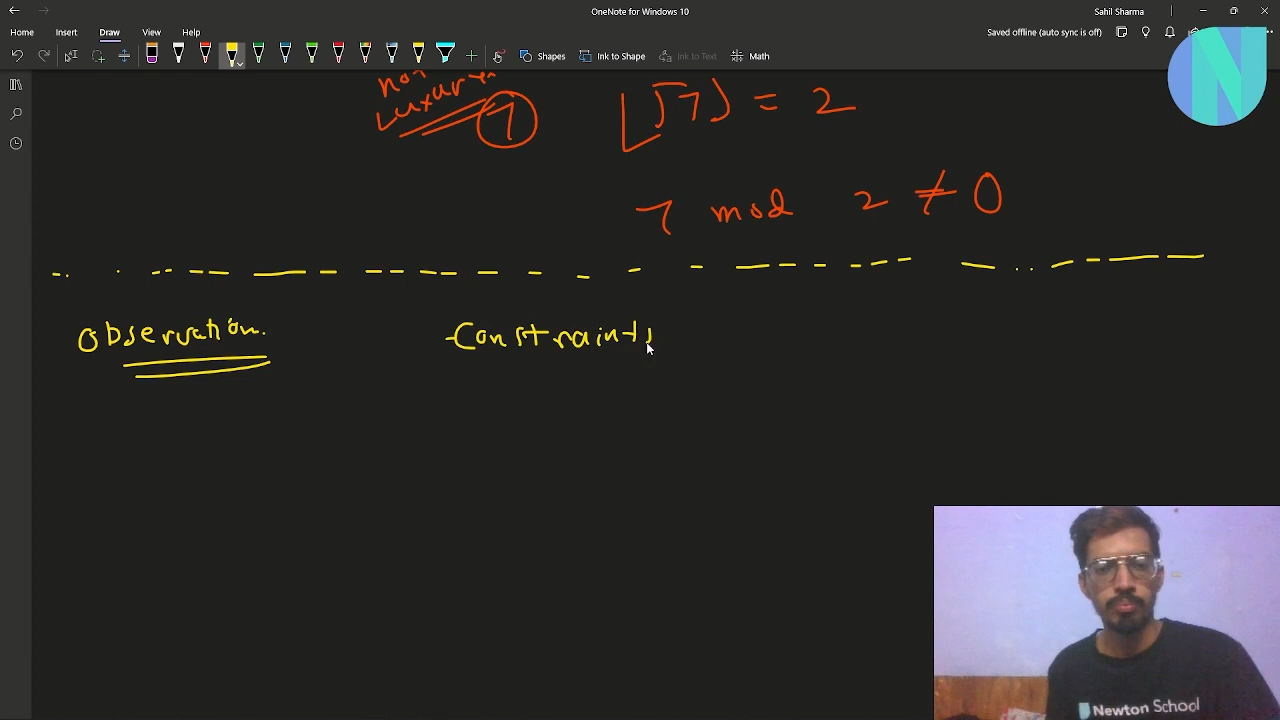 OneNote for Windows 10
Sahil Sharma
Home Insert Draw View Help
Saved offline (auto sync is off)
Shapes Ink to Shape Ink to Text Math
not
Luxury
7 ⌊√7⌋ = 2
7 mod 2 ≠ 0
Observation.
Constraints
Newton School